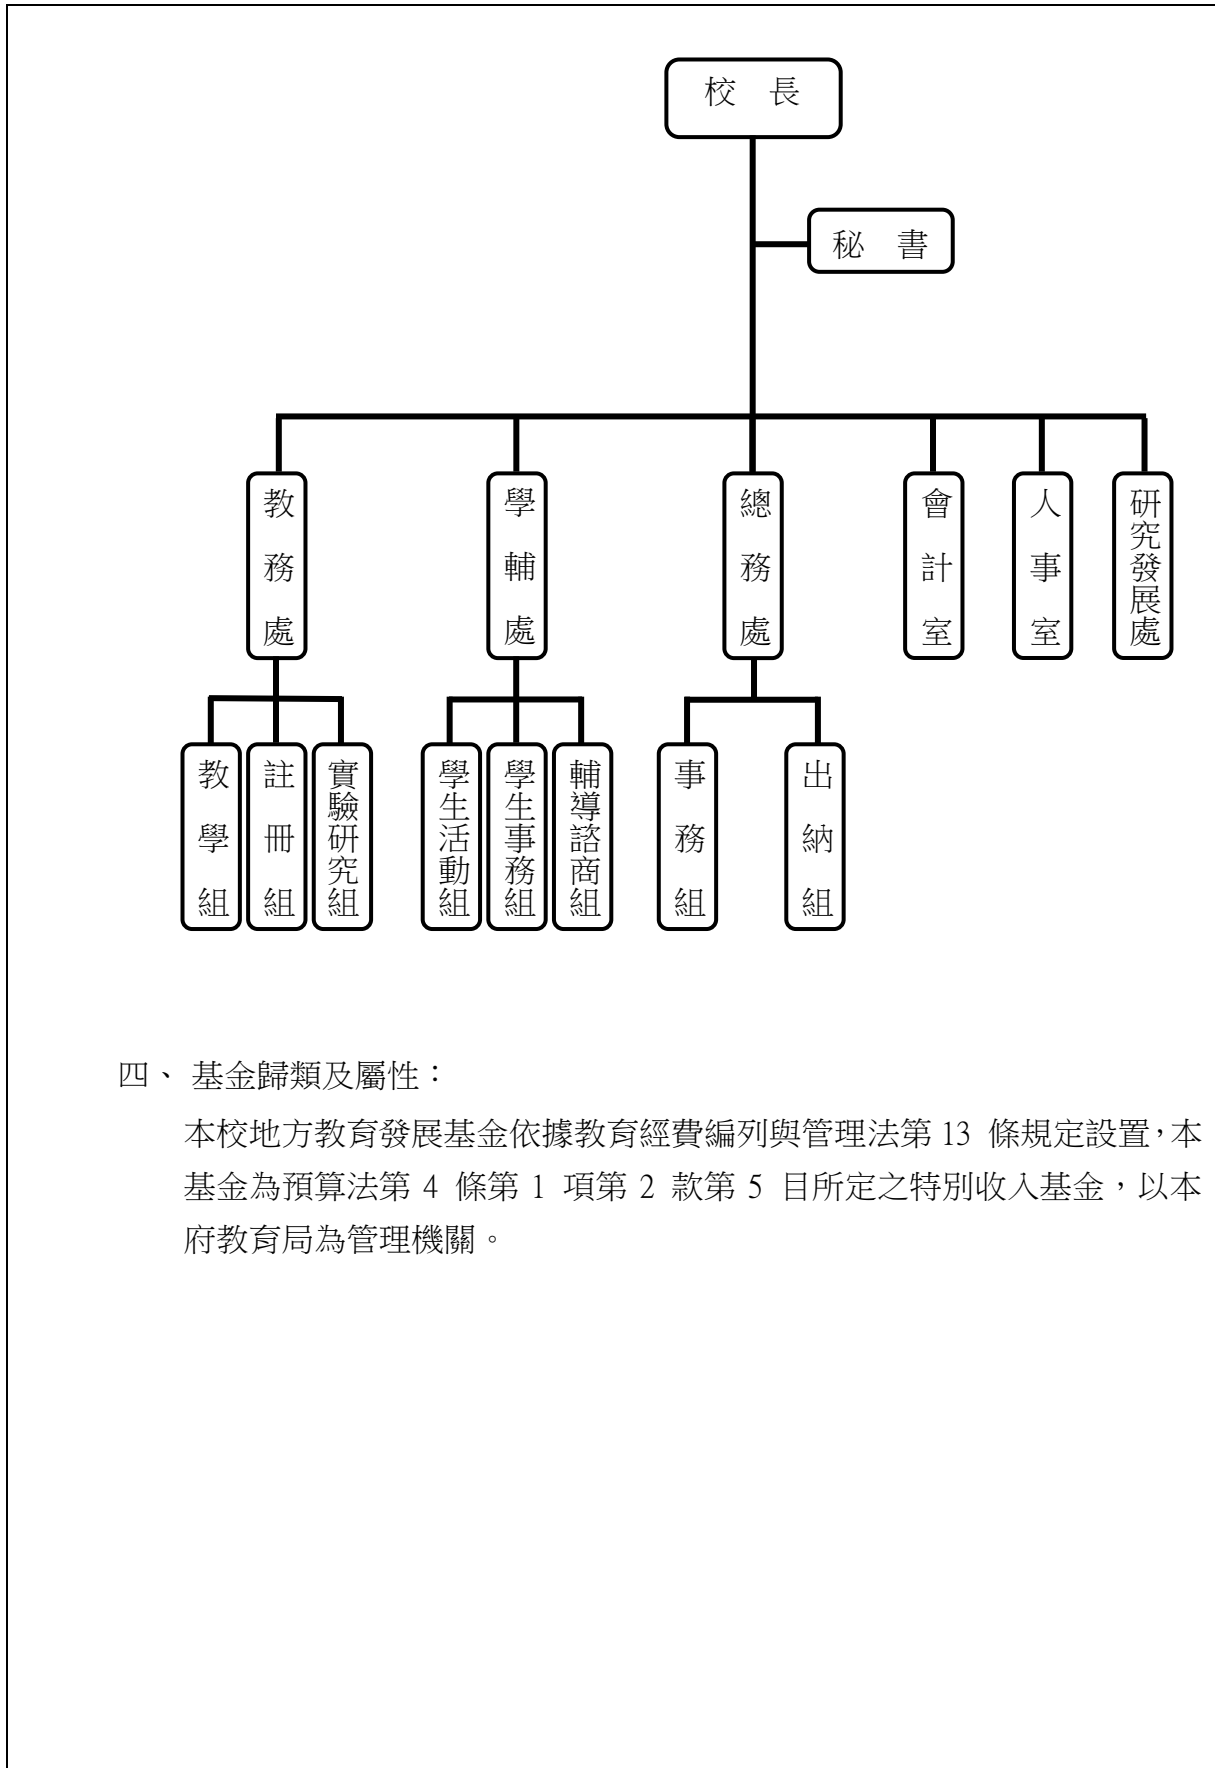 校 長
秘 書
教務處
學輔處
總務處
會計室
人事室
研究發展處
教學組
註冊組
實驗研究組
學生活動組
學生事務組
輔導諮商組
事務組
出納組
四、 基金歸類及屬性：
本校地方教育發展基金依據教育經費編列與管理法第 13 條規定設置，本
基金為預算法第 4 條第 1 項第 2 款第 5 目所定之特別收入基金，以本
府教育局為管理機關。